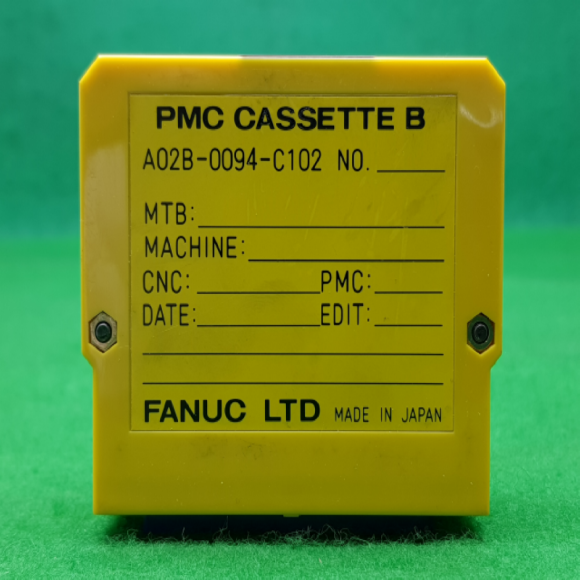 PMC CASSETTE B
A02B-0094-C102 NO.
MTB:
MACHINE:
CNC: PMC:
DATE: EDIT:
FANUC LTD MADE IN JAPAN